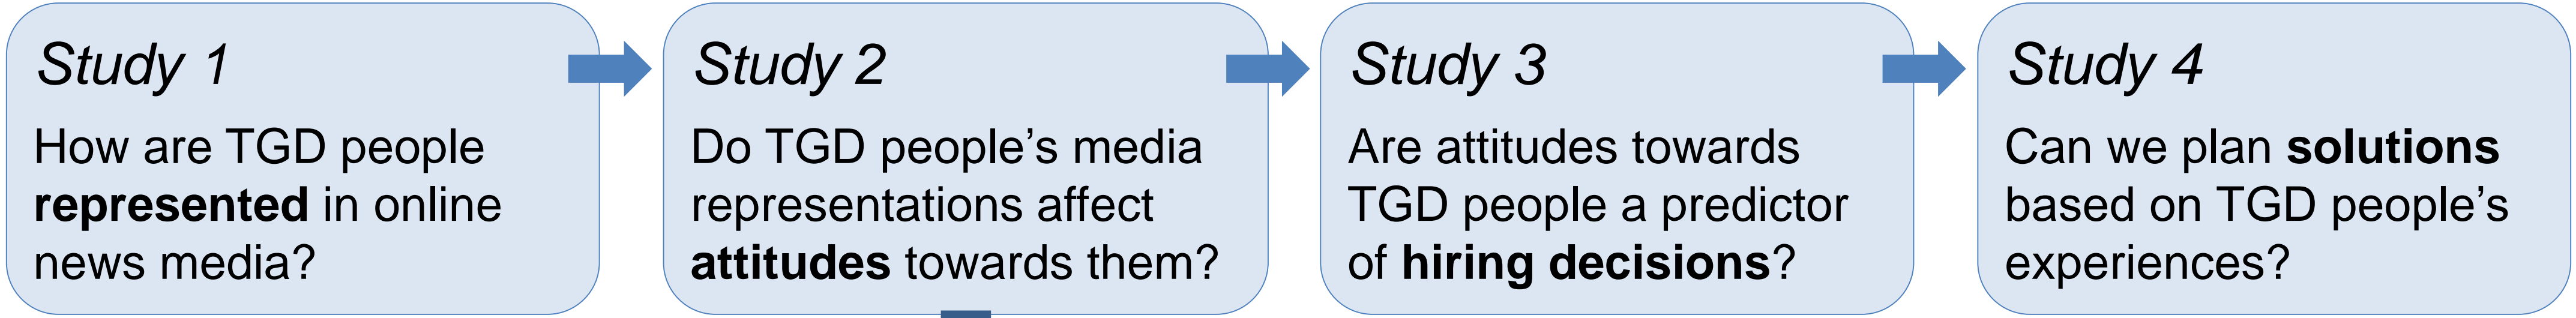 Study 1
How are TGD people
represented in online
news media?
Study 2
Do TGD people’s media
representations affect
attitudes towards them?
Study 3
Are attitudes towards
TGD people a predictor
of hiring decisions?
Study 4
Can we plan solutions
based on TGD people’s
experiences?